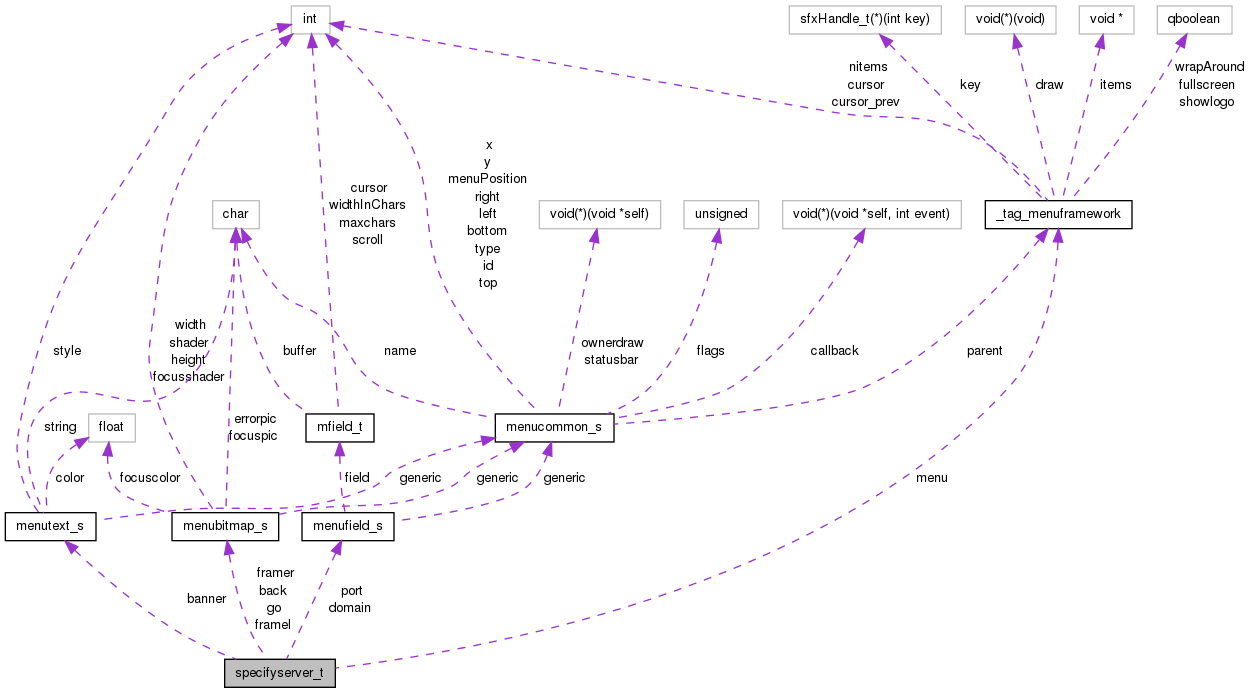 int
sfxHandle_t(*)(int key)
void(*)(void)
void *
qboolean
nitems
cursor
cursor_prev
key
draw
items
wrapAround
fullscreen
showlogo
x
y
menuPosition
right
left
bottom
type
id
top
cursor
widthInChars
maxchars
scroll
char
void(*)(void *self)
unsigned
void(*)(void *self, int event)
_tag_menuframework
style
width
shader
height
focusshader
buffer
name
ownerdraw
statusbar
flags
callback
parent
string
float
errorpic
focuspic
mfield_t
menucommon_s
color
focuscolor
field
generic
generic
generic
menu
menutext_s
menubitmap_s
menufield_s
banner
framer
back
go
framel
port
domain
specifyserver_t